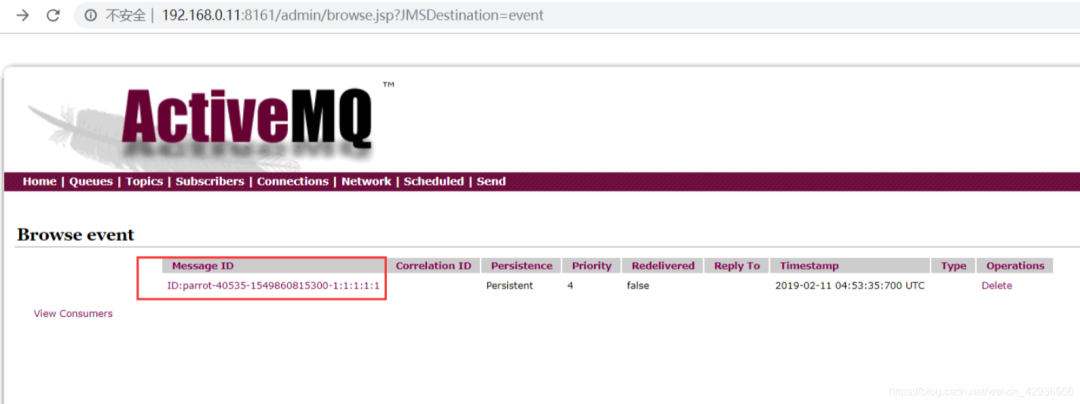 不安全 | 192.168.0.11:8161/admin/browse.jsp?JMSDestination=event
ActiveMQ ™
Home | Queues | Topics | Subscribers | Connections | Network | Scheduled | Send
Browse event
Message ID Correlation ID Persistence Priority Redelivered Reply To Timestamp Type Operations
ID:parrot-40535-1549860815300-1:1:1:1:1 Persistent 4 false 2019-02-11 04:53:35:700 UTC Delete
View Consumers
https://blog.csdn.net/weixin_42936566